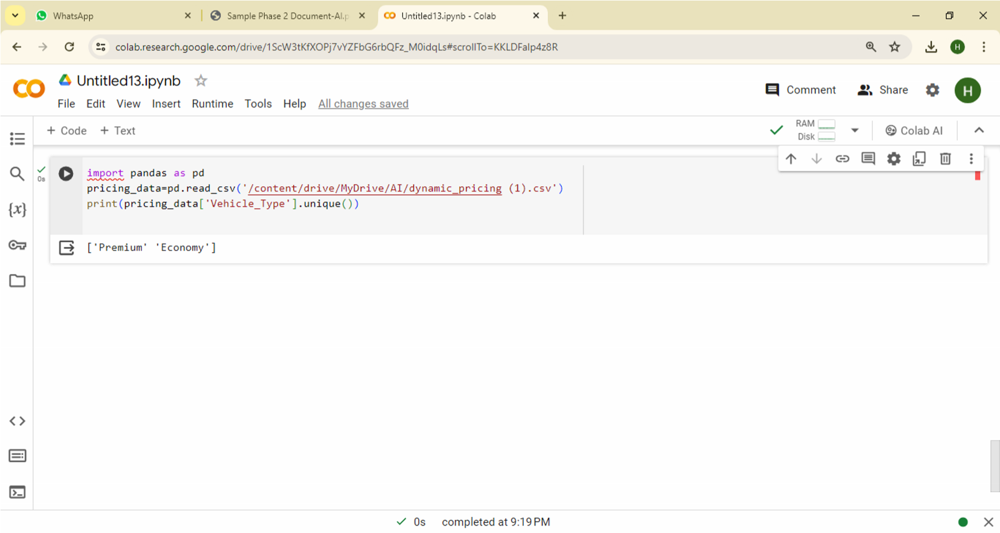 WhatsApp
Sample Phase 2 Document-AI.p
Untitled13.ipynb - Colab
colab.research.google.com/drive/1ScW3tKfXOPj7vYZFbG6rbQFz_M0idqLs#scrollTo=KKLDFaIp4z8R
H
CO
Untitled13.ipynb
Comment
Share
H
File Edit View Insert Runtime Tools Help All changes saved
+ Code + Text
RAM
Disk
Colab AI
0s
import pandas as pd
pricing_data=pd.read_csv('/content/drive/MyDrive/AI/dynamic_pricing (1).csv')
print(pricing_data['Vehicle_Type'].unique())
{x}
['Premium' 'Economy']
0s completed at 9:19 PM